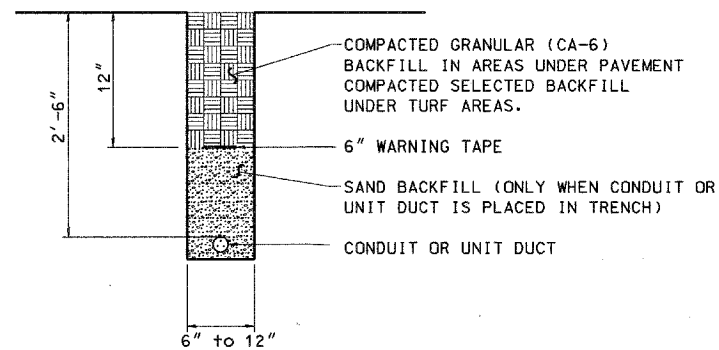 12"
2'-6"
COMPACTED GRANULAR (CA-6)
BACKFILL IN AREAS UNDER PAVEMENT
COMPACTED SELECTED BACKFILL
UNDER TURF AREAS.
6" WARNING TAPE
SAND BACKFILL (ONLY WHEN CONDUIT OR
UNIT DUCT IS PLACED IN TRENCH)
CONDUIT OR UNIT DUCT
6" to 12"